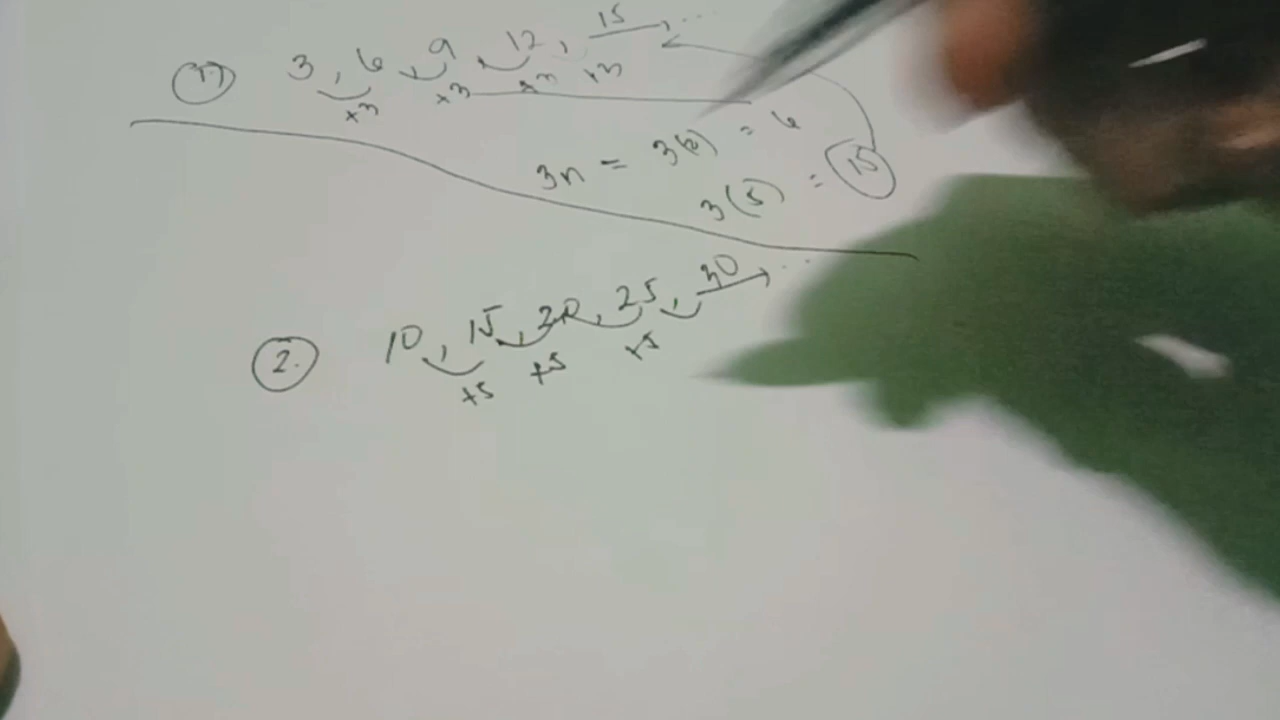 1) 3, 6, 9, 12, 15, ...
+3 +3 +3 +3
3n = 3(2) = 6
3(5) = 15
2. 10, 15, 20, 25, 30, ...
+5 +5 +5